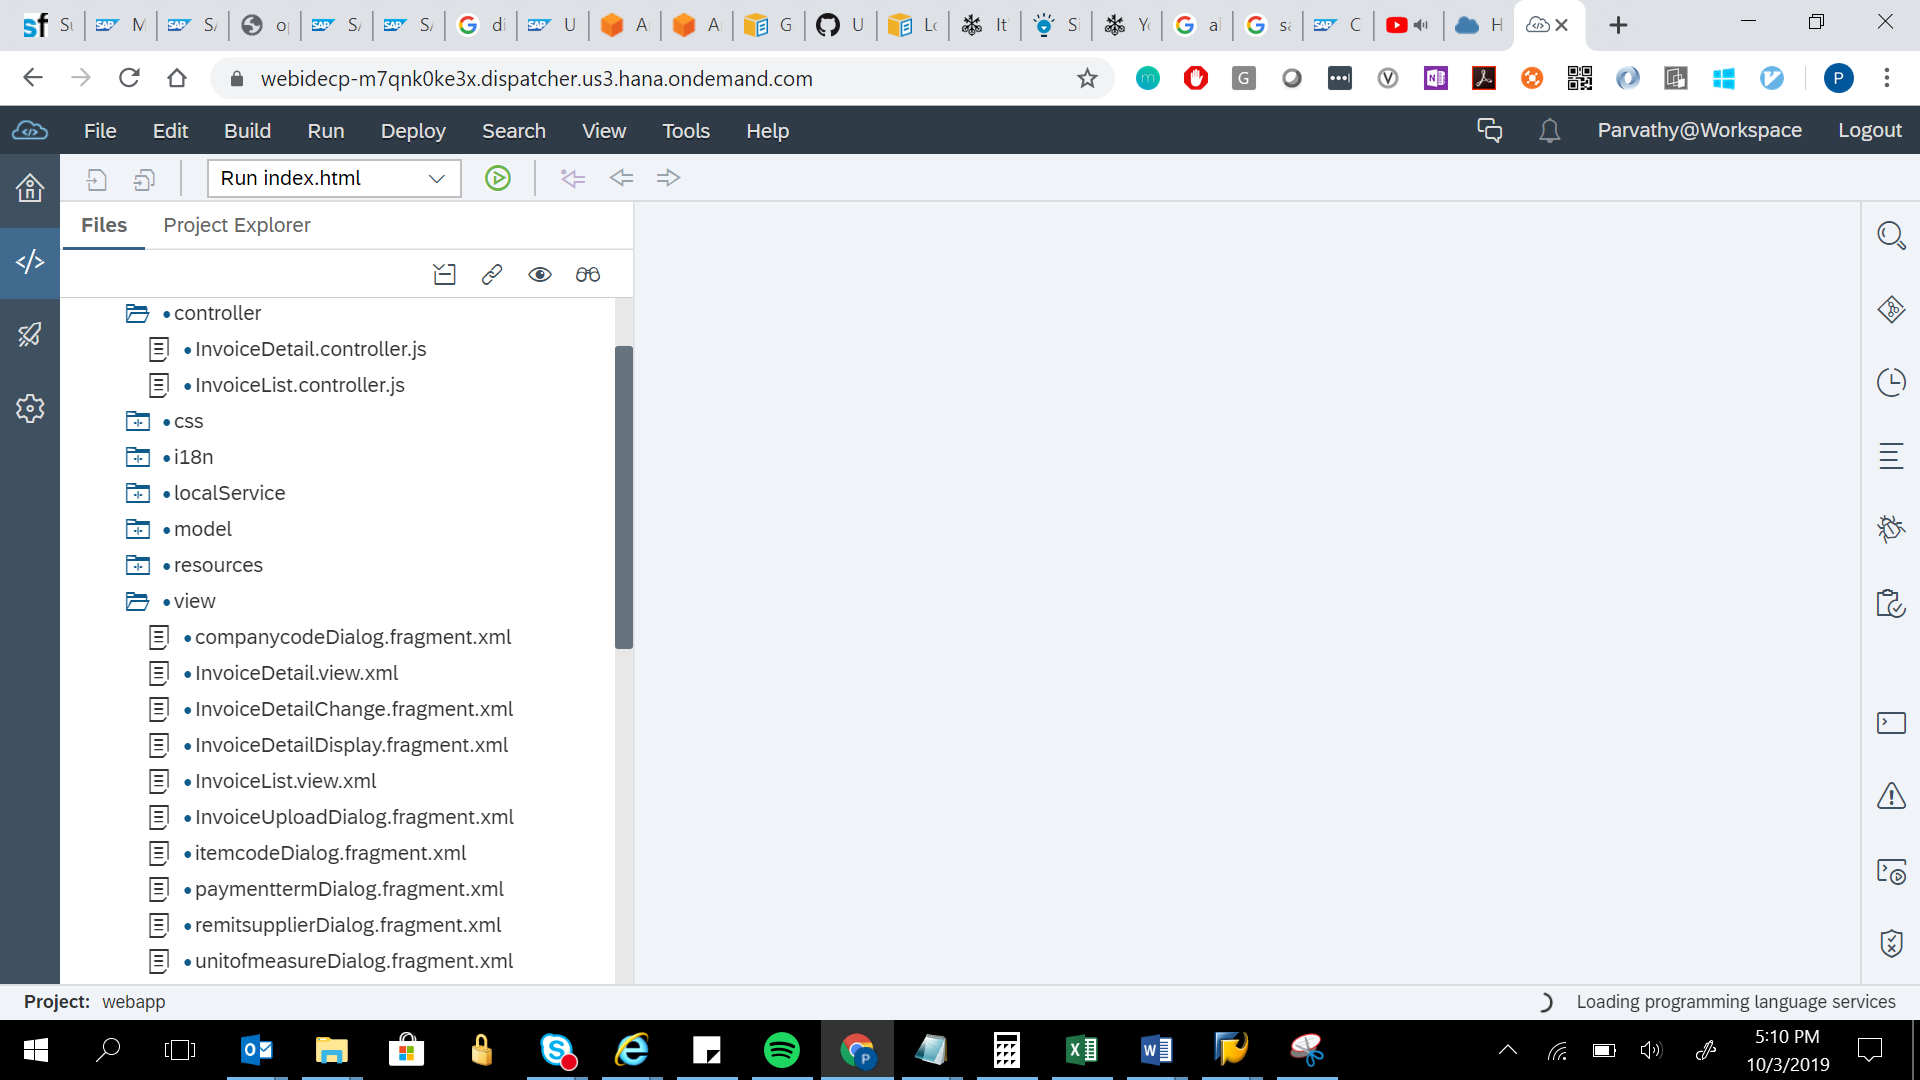 webidecp-m7qnk0ke3x.dispatcher.us3.hana.ondemand.com
File Edit Build Run Deploy Search View Tools Help Parvathy@Workspace Logout
Run index.html
Files Project Explorer
controller
InvoiceDetail.controller.js
InvoiceList.controller.js
css
i18n
localService
model
resources
view
companycodeDialog.fragment.xml
InvoiceDetail.view.xml
InvoiceDetailChange.fragment.xml
InvoiceDetailDisplay.fragment.xml
InvoiceList.view.xml
InvoiceUploadDialog.fragment.xml
itemcodeDialog.fragment.xml
paymenttermDialog.fragment.xml
remitsupplierDialog.fragment.xml
unitofmeasureDialog.fragment.xml
Project: webapp Loading programming language services
5:10 PM
10/3/2019